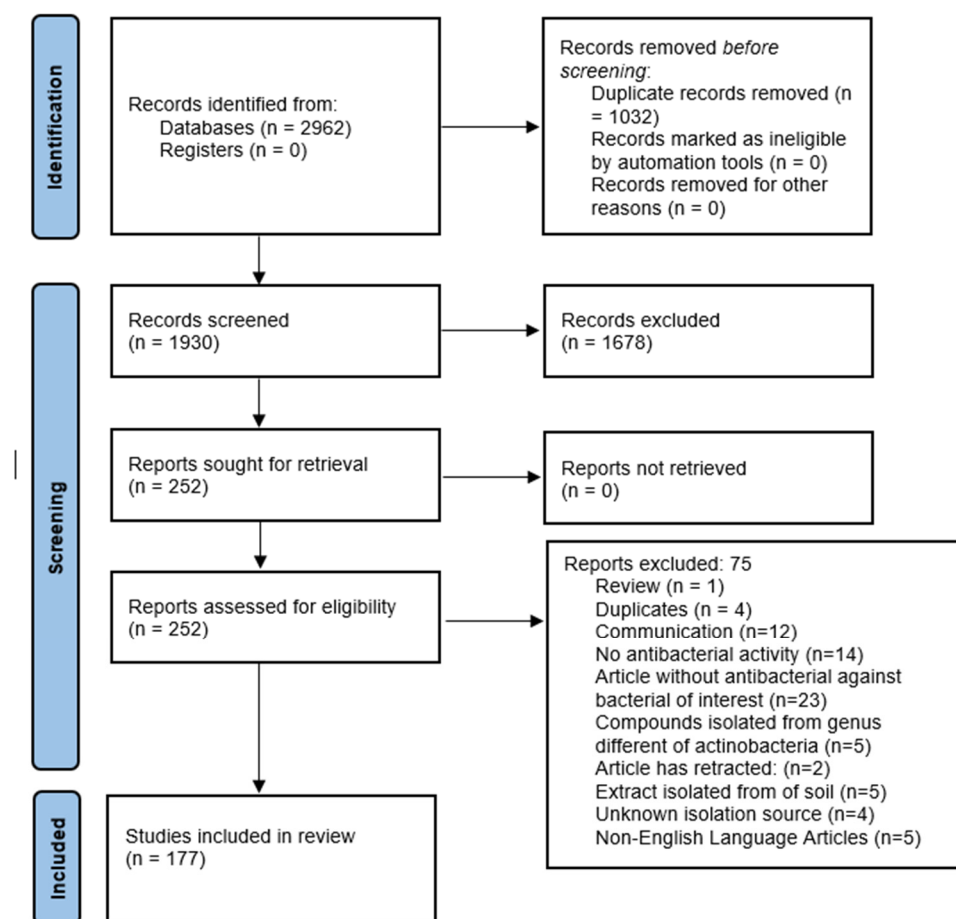 Identification
Records identified from:
Databases (n = 2962)
Registers (n = 0)
Records removed before
screening:
Duplicate records removed (n
= 1032)
Records marked as ineligible
by automation tools (n = 0)
Records removed for other
reasons (n = 0)
Screening
Records screened
(n = 1930)
Records excluded
(n = 1678)
Reports sought for retrieval
(n = 252)
Reports not retrieved
(n = 0)
Reports assessed for eligibility
(n = 252)
Reports excluded: 75
Review (n = 1)
Duplicates (n = 4)
Communication (n=12)
No antibacterial activity (n=14)
Article without antibacterial against
bacterial of interest (n=23)
Compounds isolated from genus
different of actinobacteria (n=5)
Article has retracted: (n=2)
Extract isolated from of soil (n=5)
Unknown isolation source (n=4)
Non-English Language Articles (n=5)
Included
Studies included in review
(n = 177)